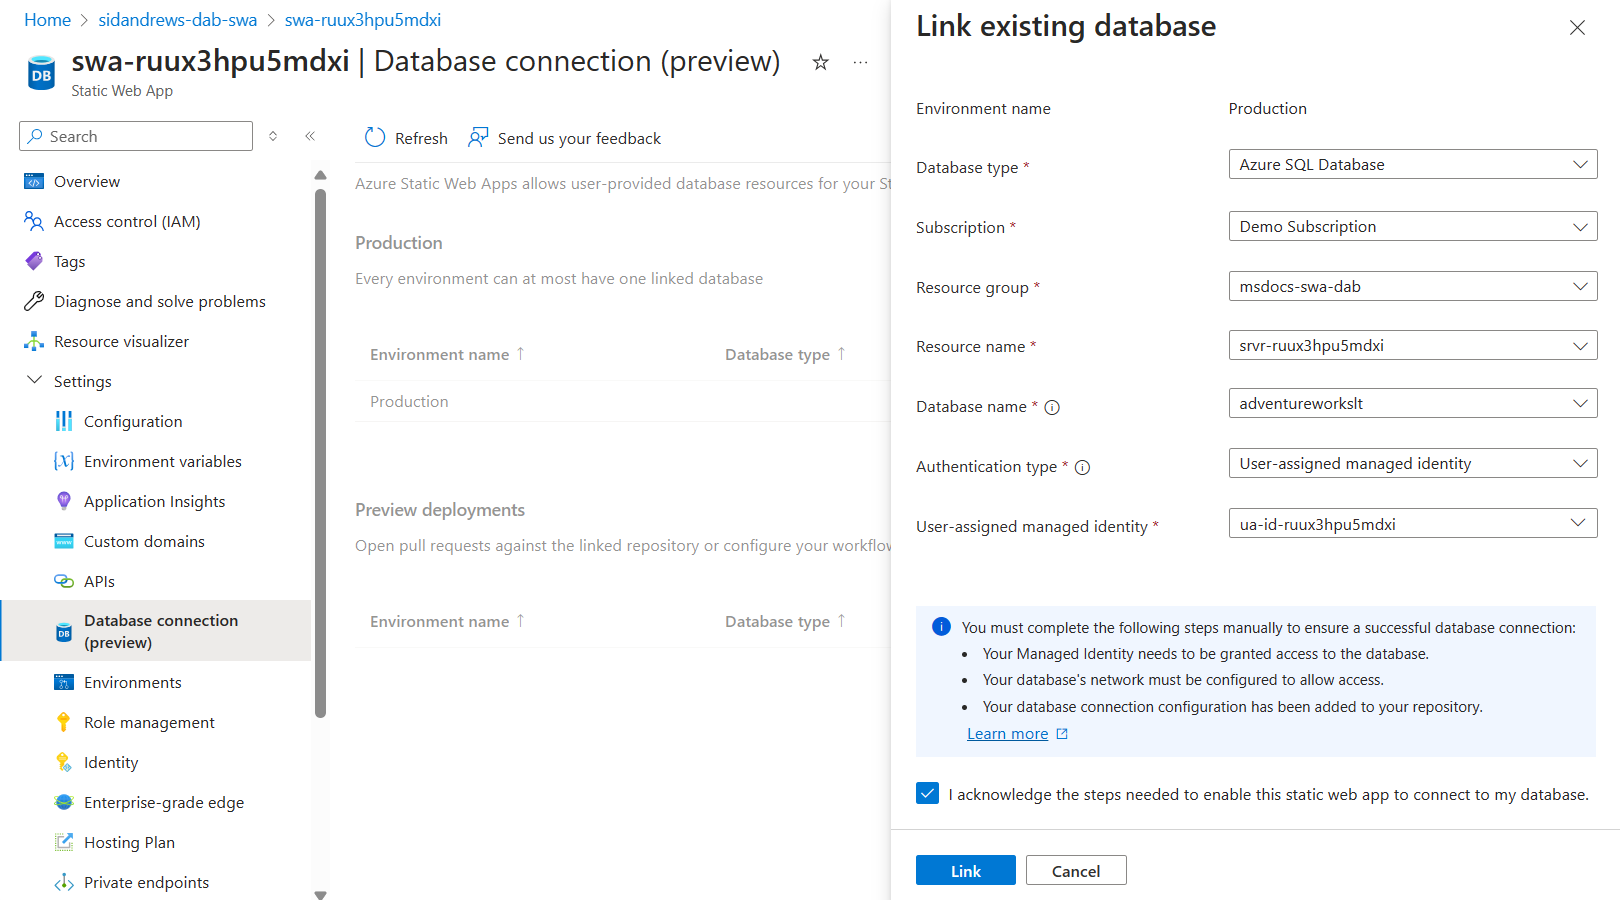 Home > sidandrews-dab-swa > swa-ruux3hpu5mdxi
swa-ruux3hpu5mdxi | Database connection (preview)
Static Web App
Search
Overview
Access control (IAM)
Tags
Diagnose and solve problems
Resource visualizer
Settings
Configuration
Environment variables
Application Insights
Custom domains
APIs
Database connection
(preview)
Environments
Role management
Identity
Enterprise-grade edge
Hosting Plan
Private endpoints
Refresh
Send us your feedback
Azure Static Web Apps allows user-provided database resources for your St
Production
Every environment can at most have one linked database
Environment name ↑ Database type ↑
Production
Preview deployments
Open pull requests against the linked repository or configure your workflow
Environment name ↑ Database type ↑
Link existing database
Environment name Production
Database type * Azure SQL Database
Subscription * Demo Subscription
Resource group * msdocs-swa-dab
Resource name * srvr-ruux3hpu5mdxi
Database name * adventureworkslt
Authentication type * User-assigned managed identity
User-assigned managed identity * ua-id-ruux3hpu5mdxi
You must complete the following steps manually to ensure a successful database connection:
• Your Managed Identity needs to be granted access to the database.
• Your database's network must be configured to allow access.
• Your database connection configuration has been added to your repository.
Learn more
I acknowledge the steps needed to enable this static web app to connect to my database.
Link
Cancel